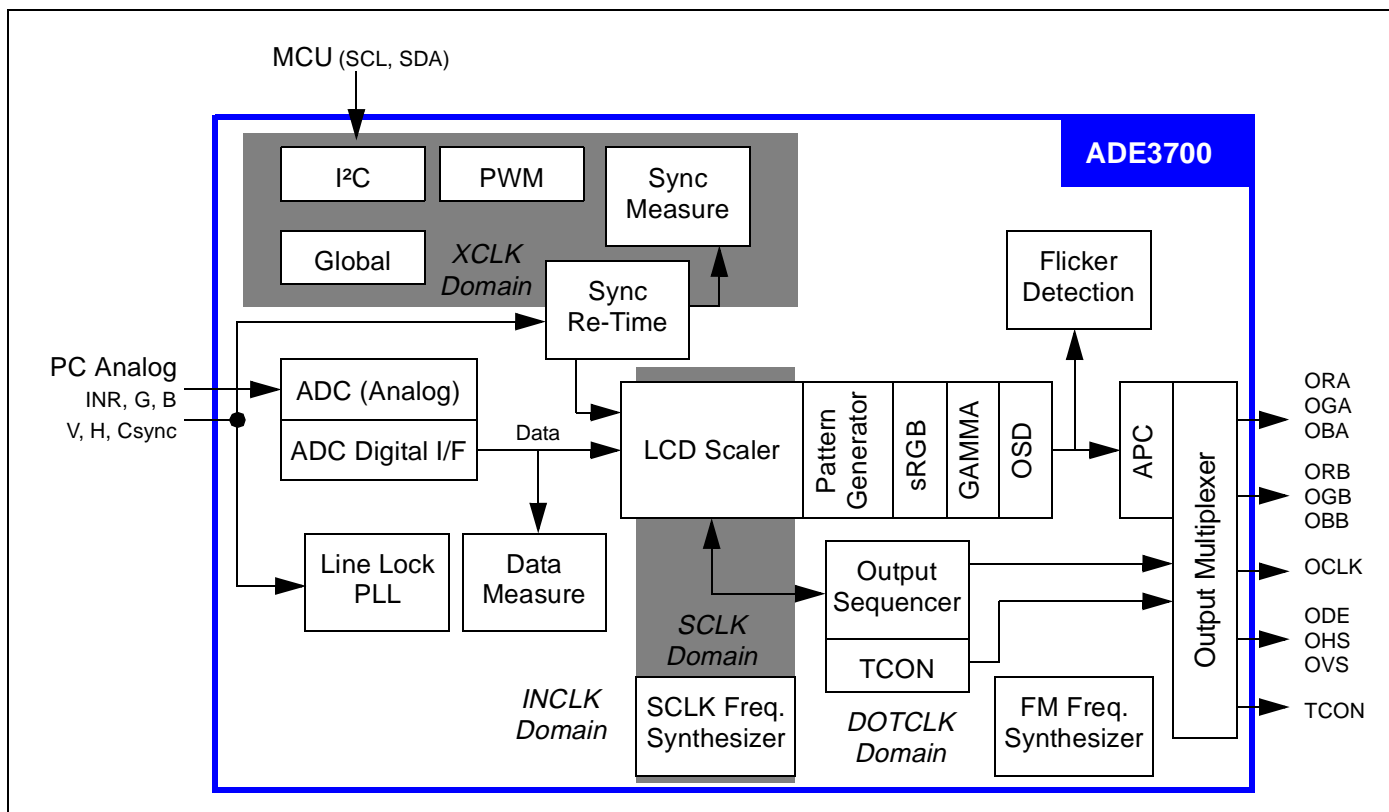 MCU (SCL, SDA)
ADE3700
I²C
PWM
Sync
Measure
Global
XCLK
Domain
Sync
Re-Time
Flicker
Detection
PC Analog
INR, G, B
V, H, Csync
ADC (Analog)
ADC Digital I/F
Data
LCD Scaler
Pattern
Generator
sRGB
GAMMA
OSD
APC
Output Multiplexer
ORA
OGA
OBA
ORB
OGB
OBB
OCLK
ODE
OHS
OVS
TCON
Line Lock
PLL
Data
Measure
Output
Sequencer
TCON
SCLK
Domain
INCLK
Domain
SCLK Freq.
Synthesizer
DOTCLK
Domain
FM Freq.
Synthesizer